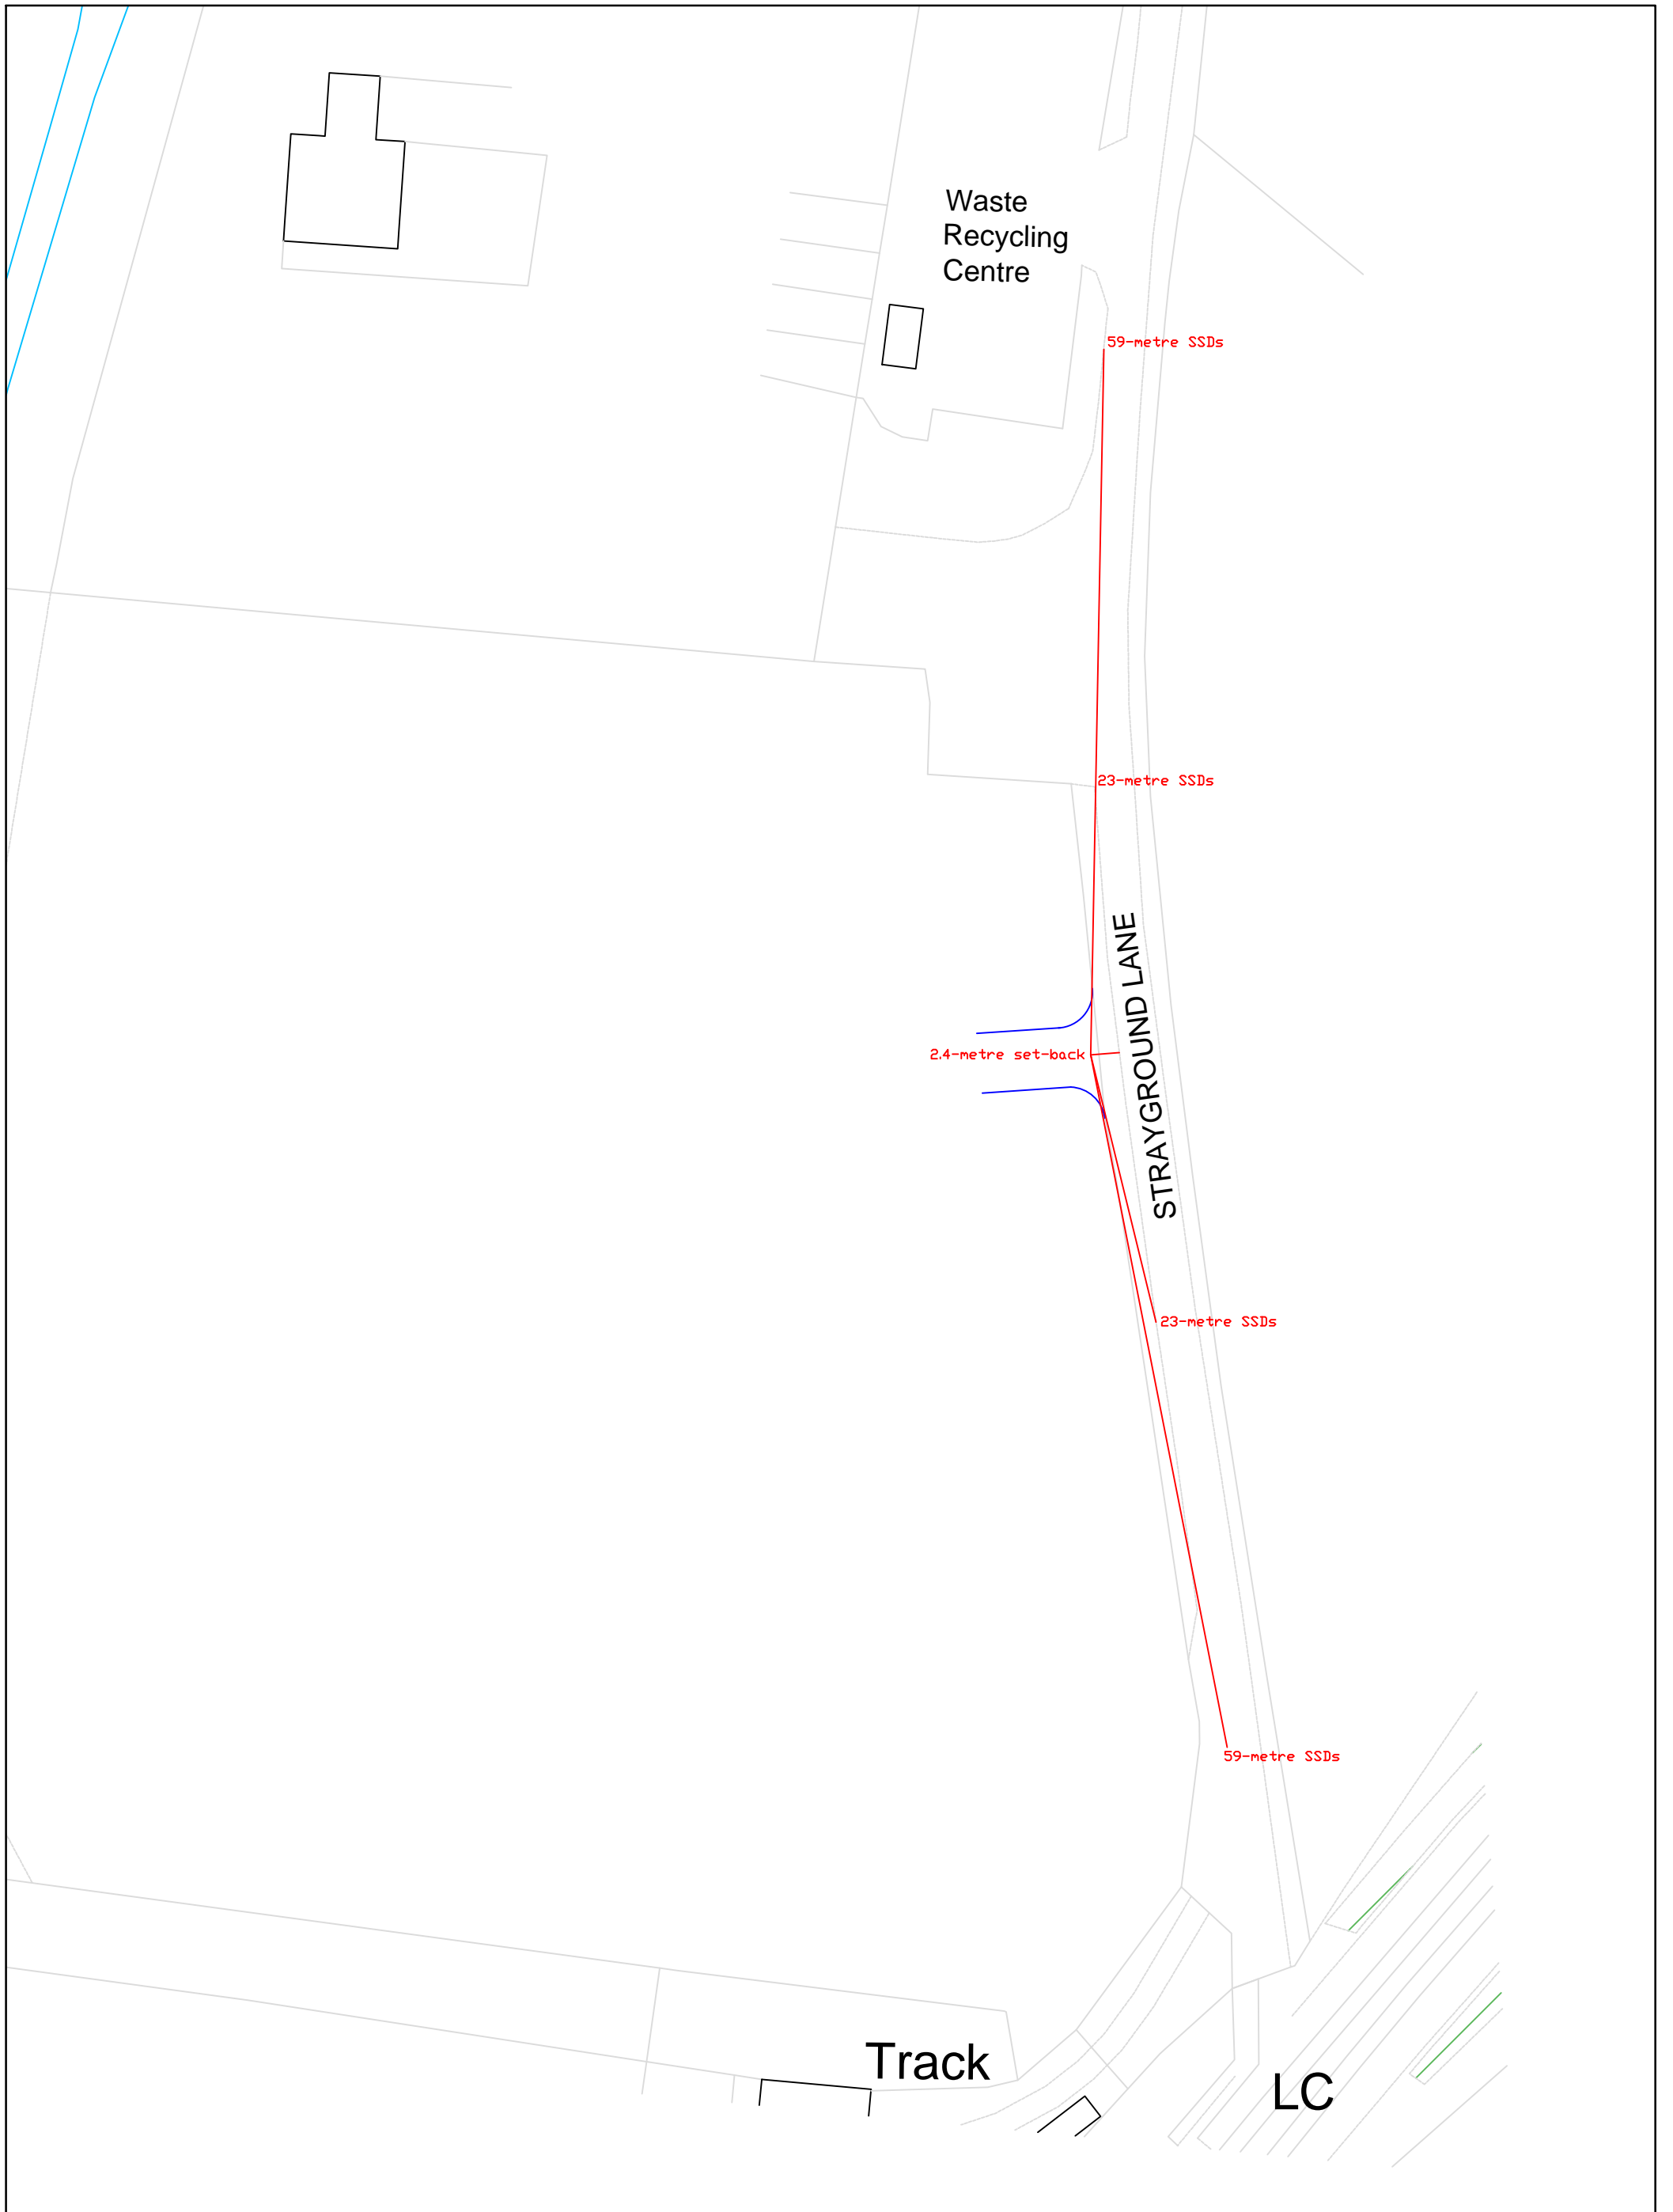 Waste
Recycling
Centre
59-metre SSDs
23-metre SSDs
STRAYGROUND LANE
2.4-metre set-back
23-metre SSDs
59-metre SSDs
Track
LC